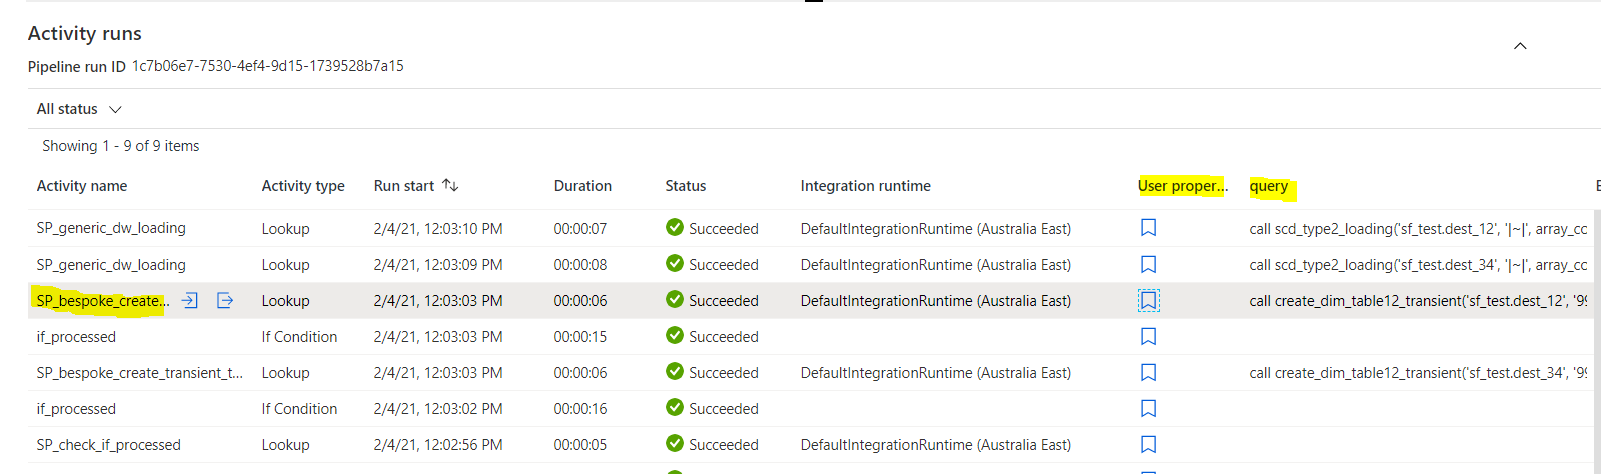 Activity runs
Pipeline run ID 1c7b06e7-7530-4ef4-9d15-1739528b7a15
All status
Showing 1 - 9 of 9 items
Activity name Activity type Run start Duration Status Integration runtime User proper... query E
SP_generic_dw_loading Lookup 2/4/21, 12:03:10 PM 00:00:07 Succeeded DefaultIntegrationRuntime (Australia East) call scd_type2_loading('sf_test.dest_12', '|~|', array_co
SP_generic_dw_loading Lookup 2/4/21, 12:03:09 PM 00:00:08 Succeeded DefaultIntegrationRuntime (Australia East) call scd_type2_loading('sf_test.dest_34', '|~|', array_co
SP_bespoke_create... Lookup 2/4/21, 12:03:03 PM 00:00:06 Succeeded DefaultIntegrationRuntime (Australia East) call create_dim_table12_transient('sf_test.dest_12', '99
if_processed If Condition 2/4/21, 12:03:03 PM 00:00:15 Succeeded
SP_bespoke_create_transient_t... Lookup 2/4/21, 12:03:03 PM 00:00:06 Succeeded DefaultIntegrationRuntime (Australia East) call create_dim_table12_transient('sf_test.dest_34', '99
if_processed If Condition 2/4/21, 12:03:02 PM 00:00:16 Succeeded
SP_check_if_processed Lookup 2/4/21, 12:02:56 PM 00:00:05 Succeeded DefaultIntegrationRuntime (Australia East)